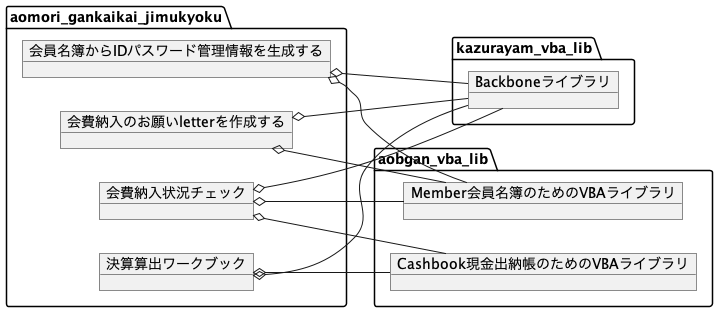 aomori_gankaikai_jimukyoku
会員名簿からIDパスワード管理情報を生成する
会費納入のお願いletterを作成する
会費納入状況チェック
決算算出ワークブック
kazurayam_vba_lib
Backboneライブラリ
aobgan_vba_lib
Member会員名簿のためのVBAライブラリ
Cashbook現金出納帳のためのVBAライブラリ